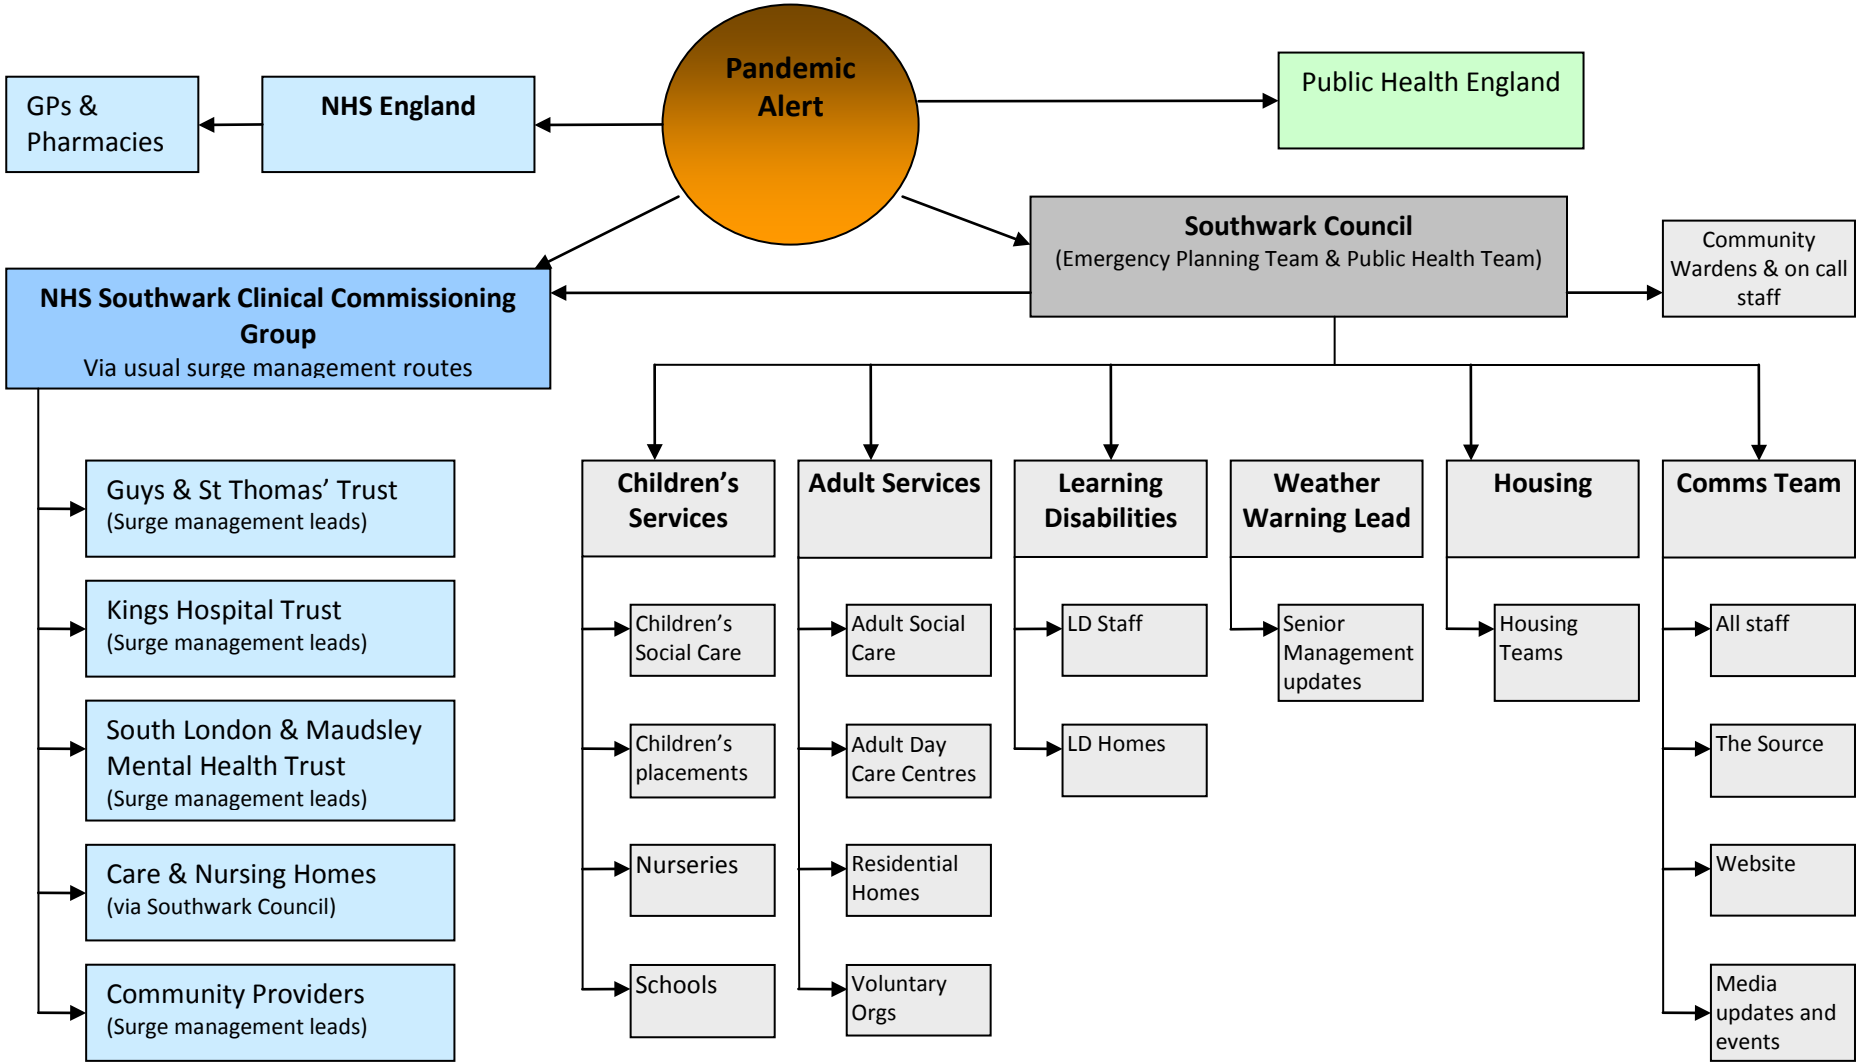 Pandemic
Alert
Public Health England
GPs &
Pharmacies
NHS England
Southwark Council
(Emergency Planning Team & Public Health Team)
Community
Wardens & on call
staff
NHS Southwark Clinical Commissioning
Group
Via usual surge management routes
Guys & St Thomas’ Trust
(Surge management leads)
Kings Hospital Trust
(Surge management leads)
South London & Maudsley
Mental Health Trust
(Surge management leads)
Care & Nursing Homes
(via Southwark Council)
Community Providers
(Surge management leads)
Children’s
Services
Children’s
Social Care
Children’s
placements
Nurseries
Schools
Adult Services
Adult Social
Care
Adult Day
Care Centres
Residential
Homes
Voluntary
Orgs
Learning
Disabilities
LD Staff
LD Homes
Weather
Warning Lead
Senior
Management
updates
Housing
Housing
Teams
Comms Team
All staff
The Source
Website
Media
updates and
events